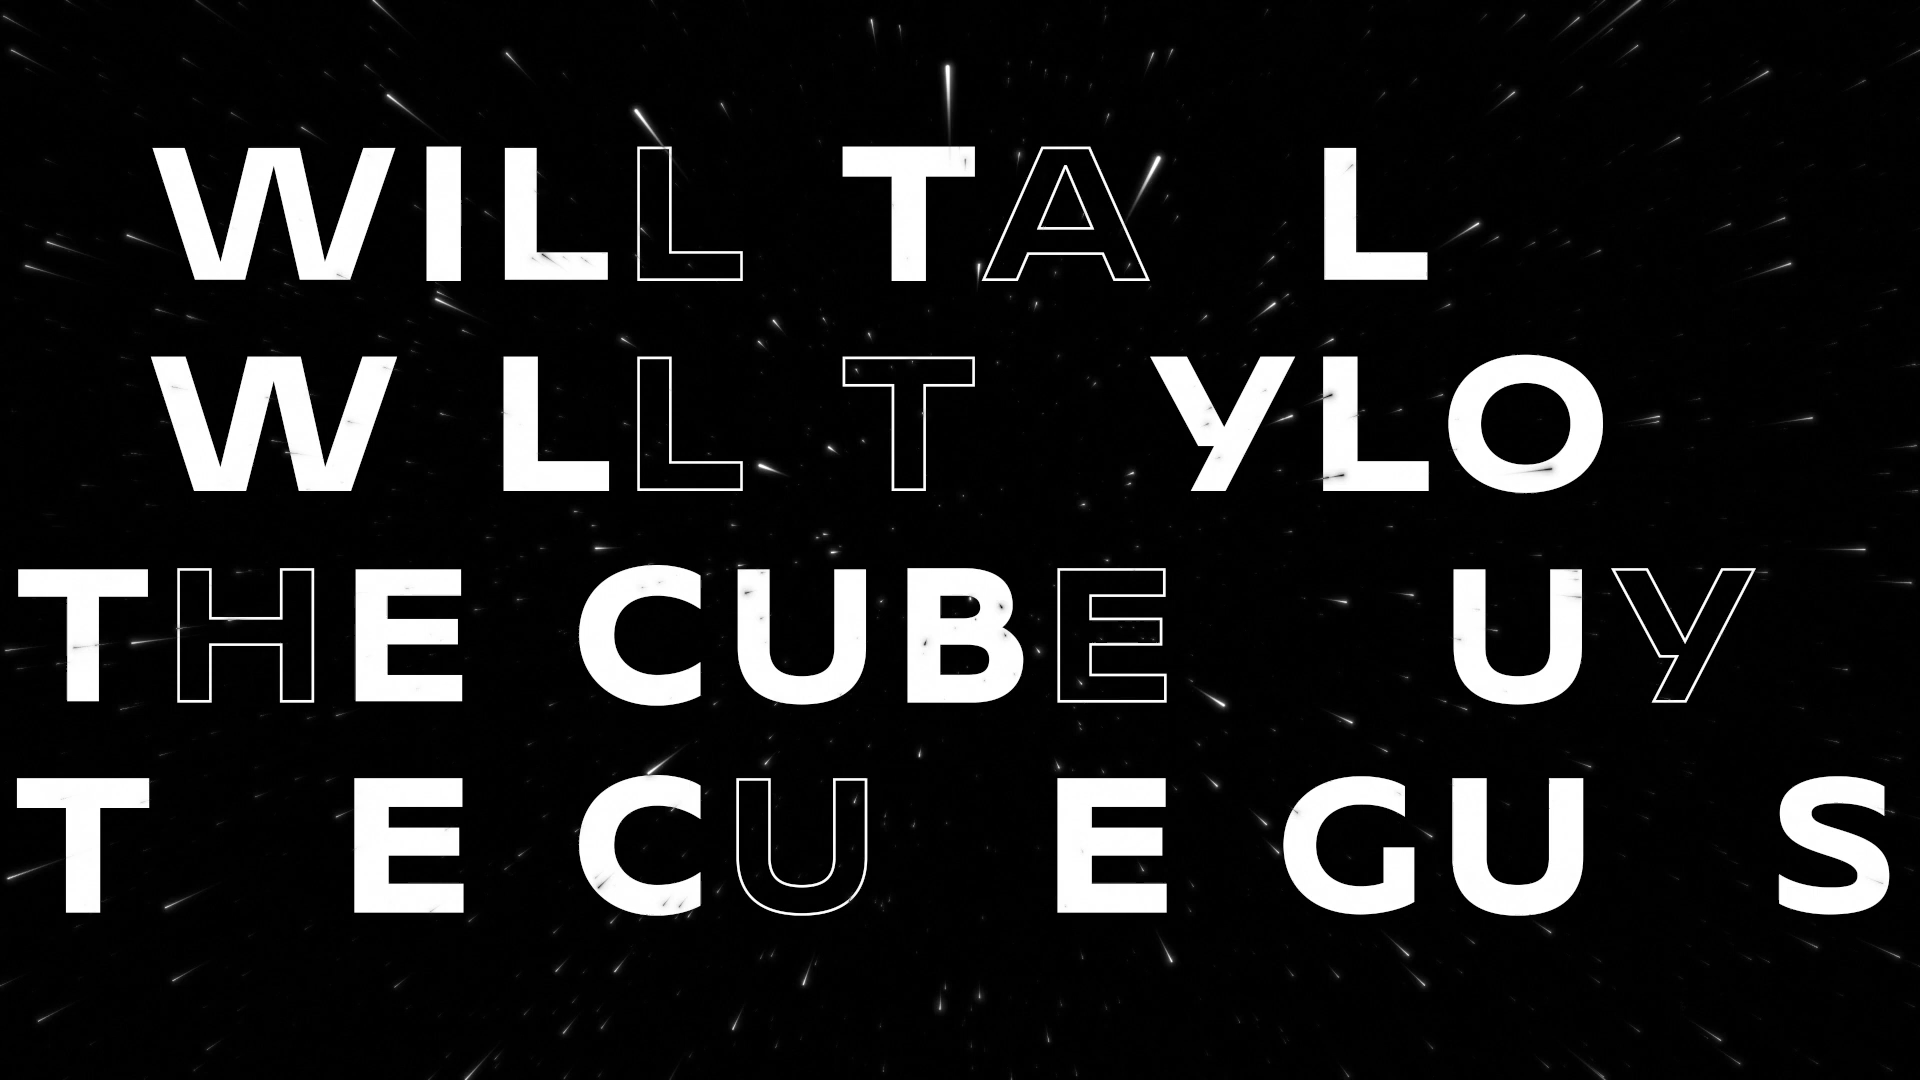 WILL TA L
W LL T YLO
THE CUBE UY
T E CU E GU S